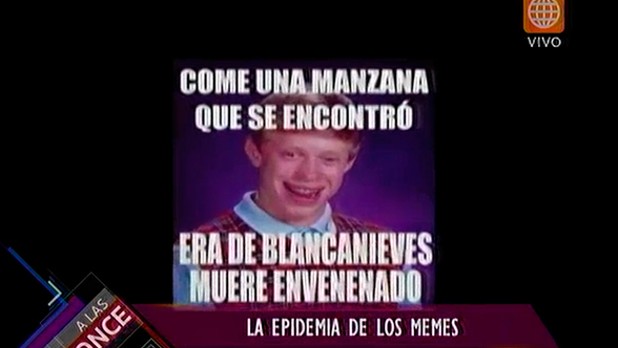 VIVO
COME UNA MANZANA
QUE SE ENCONTRÓ
ERA DE BLANCANIEVES
MUERE ENVENENADO
A LAS
ONCE
LA EPIDEMIA DE LOS MEMES